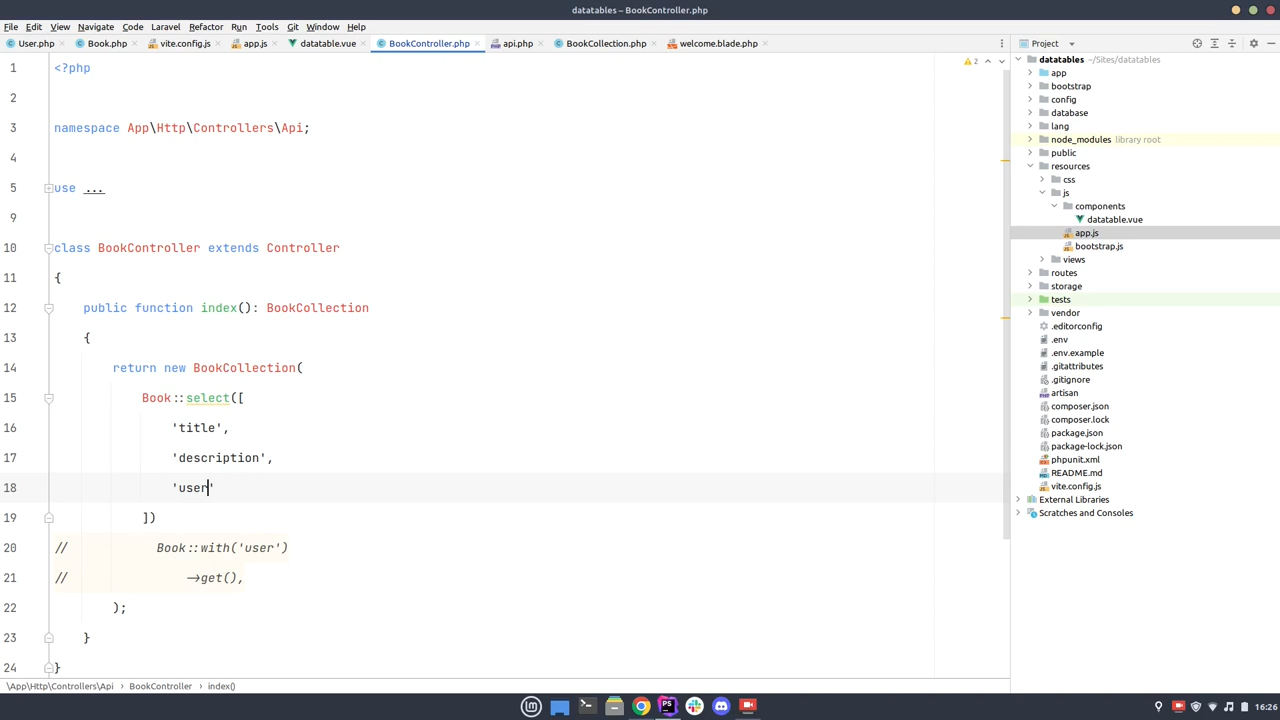 datatables – BookController.php
File Edit View Navigate Code Laravel Refactor Run Tools Git Window Help
User.php Book.php vite.config.js app.js datatable.vue BookController.php api.php BookCollection.php welcome.blade.php Project
1 <?php
2
3 namespace App\Http\Controllers\Api;
4
5 use ...
9
10 class BookController extends Controller
11 {
12 public function index(): BookCollection
13 {
14 return new BookCollection(
15 Book::select([
16 'title',
17 'description',
18 'user'
19 ])
20 // Book::with('user')
21 // ->get(),
22 );
23 }
24 }
2
datatables ~/Sites/datatables
app
bootstrap
config
database
lang
node_modules library root
public
resources
css
js
components
datatable.vue
app.js
bootstrap.js
views
routes
storage
tests
vendor
.editorconfig
.env
.env.example
.gitattributes
.gitignore
artisan
composer.json
composer.lock
package.json
package-lock.json
phpunit.xml
README.md
vite.config.js
External Libraries
Scratches and Consoles
\App\Http\Controllers\Api BookController index()
16:26